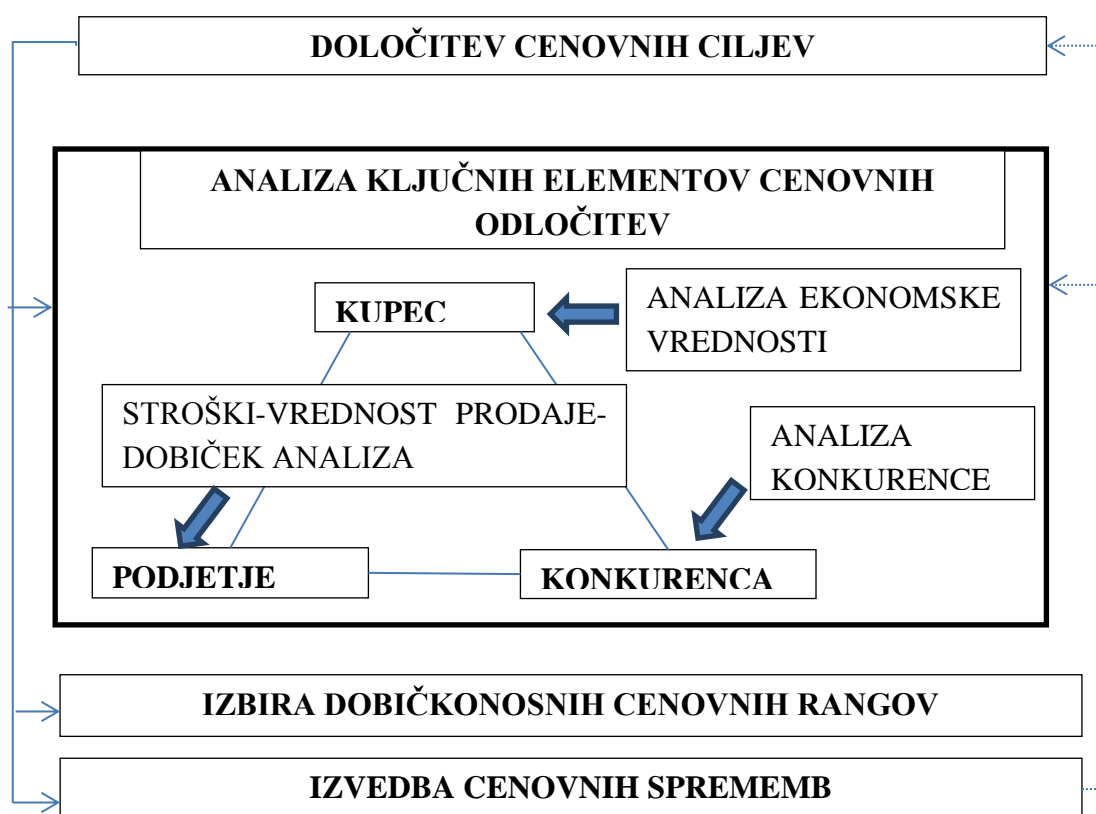 DOLOČITEV CENOVNIH CILJEV
ANALIZA KLJUČNIH ELEMENTOV CENOVNIH
ODLOČITEV
KUPEC
ANALIZA EKONOMSKE
VREDNOSTI
STROŠKI-VREDNOST PRODAJE-
DOBIČEK ANALIZA
ANALIZA
KONKURENCE
PODJETJE
KONKURENCA
IZBIRA DOBIČKONOSNIH CENOVNIH RANGOV
IZVEDBA CENOVNIH SPREMEMB